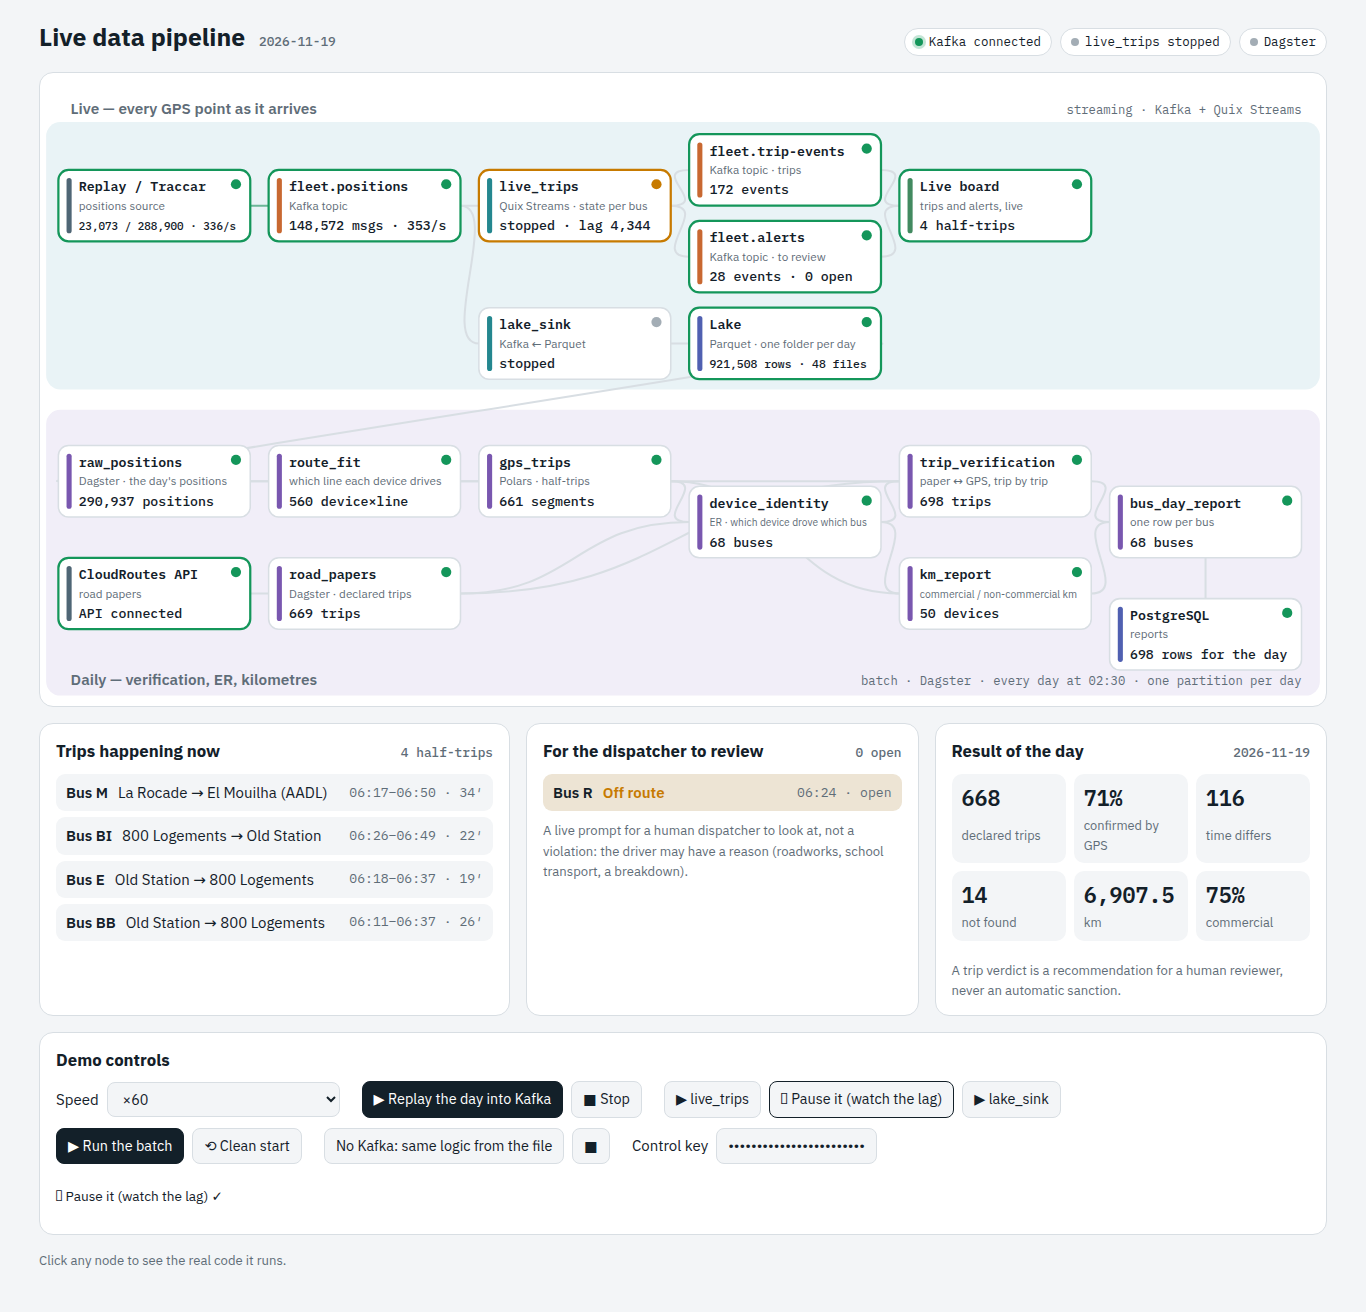 Live data pipeline 2026-11-19
Kafka connected
live_trips stopped
Dagster
Live — every GPS point as it arrives
streaming · Kafka + Quix Streams
Replay / Traccar
positions source
23,073 / 288,900 · 336/s
fleet.positions
Kafka topic
148,572 msgs · 353/s
live_trips
Quix Streams · state per bus
stopped · lag 4,344
fleet.trip-events
Kafka topic · trips
172 events
fleet.alerts
Kafka topic · to review
28 events · 0 open
Live board
trips and alerts, live
4 half-trips
lake_sink
Kafka ← Parquet
stopped
Lake
Parquet · one folder per day
921,508 rows · 48 files
raw_positions
Dagster · the day's positions
290,937 positions
route_fit
which line each device drives
560 device×line
gps_trips
Polars · half-trips
661 segments
device_identity
ER · which device drove which bus
68 buses
trip_verification
paper ↔ GPS, trip by trip
698 trips
bus_day_report
one row per bus
68 buses
CloudRoutes API
road papers
API connected
road_papers
Dagster · declared trips
669 trips
km_report
commercial / non-commercial km
50 devices
PostgreSQL
reports
698 rows for the day
Daily — verification, ER, kilometres
batch · Dagster · every day at 02:30 · one partition per day
Trips happening now
4 half-trips
Bus M La Rocade → El Mouilha (AADL) 06:17–06:50 · 34′
Bus BI 800 Logements → Old Station 06:26–06:49 · 22′
Bus E Old Station → 800 Logements 06:18–06:37 · 19′
Bus BB Old Station → 800 Logements 06:11–06:37 · 26′
For the dispatcher to review
0 open
Bus R Off route 06:24 · open
A live prompt for a human dispatcher to look at, not a
violation: the driver may have a reason (roadworks, school
transport, a breakdown).
Result of the day
2026-11-19
668
declared trips
71%
confirmed by
GPS
116
time differs
14
not found
6,907.5
km
75%
commercial
A trip verdict is a recommendation for a human reviewer,
never an automatic sanction.
Demo controls
Speed ×60 ▶ Replay the day into Kafka ■ Stop ▶ live_trips Pause it (watch the lag) ▶ lake_sink
▶ Run the batch ⟲ Clean start No Kafka: same logic from the file ■ Control key ••••••••••••••••••••••••
Pause it (watch the lag) ✓
Click any node to see the real code it runs.